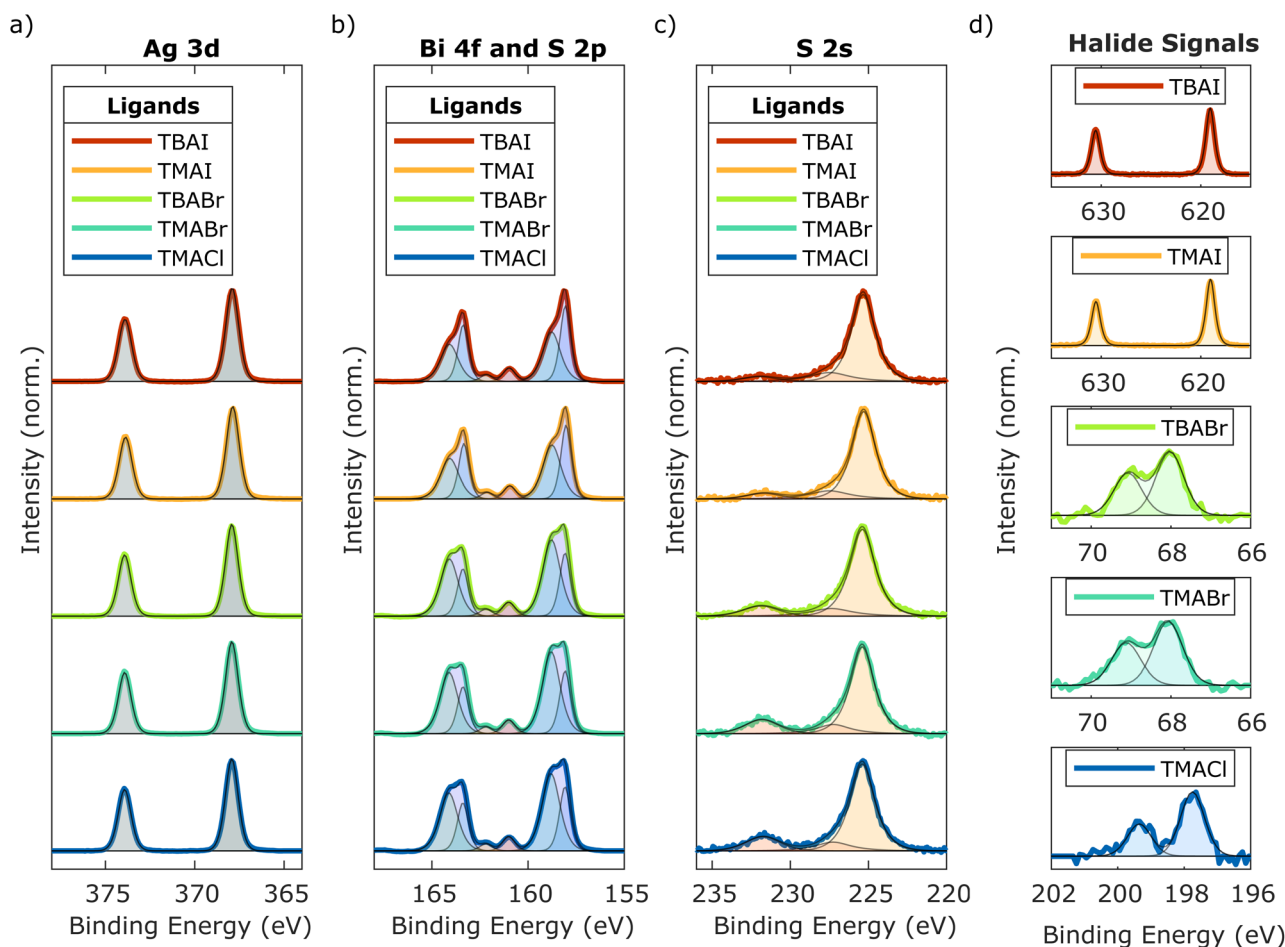 a)
Ag 3d
Intensity (norm.)
Ligands
TBAI
TMAI
TBABr
TMABr
TMACl
375 370 365
Binding Energy (eV)
b)
Bi 4f and S 2p
Intensity (norm.)
Ligands
TBAI
TMAI
TBABr
TMABr
TMACl
165 160 155
Binding Energy (eV)
c)
S 2s
Intensity (norm.)
Ligands
TBAI
TMAI
TBABr
TMABr
TMACl
235 230 225 220
Binding Energy (eV)
d)
Halide Signals
Intensity (norm.)
TBAI
630 620
TMAI
630 620
TBABr
70 68 66
TMABr
70 68 66
TMACl
202 200 198 196
Binding Energy (eV)